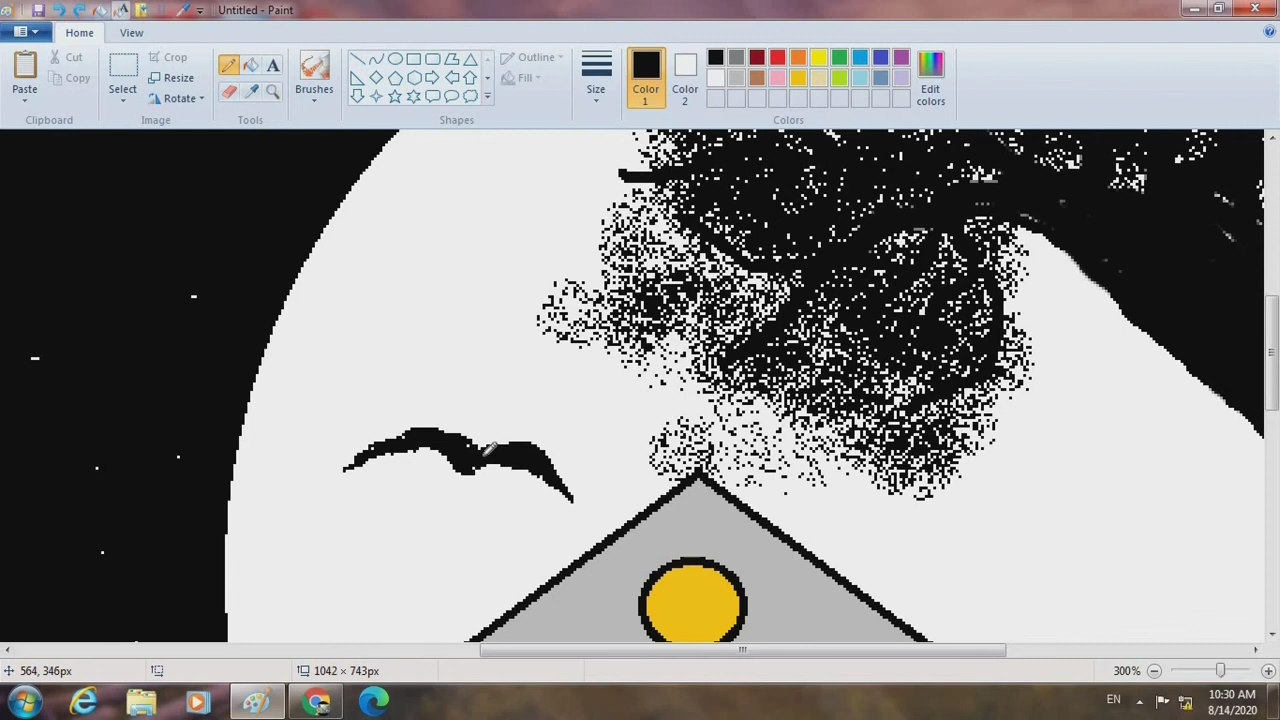 Untitled - Paint
Home
View
Paste
Cut
Copy
Clipboard
Select
Crop
Resize
Rotate
Image
A
Tools
Brushes
Outline
Fill
Shapes
Size
Color
1
Color
2
Edit
colors
Colors
564, 346px
1042 × 743px
300%
EN
10:30 AM
8/14/2020